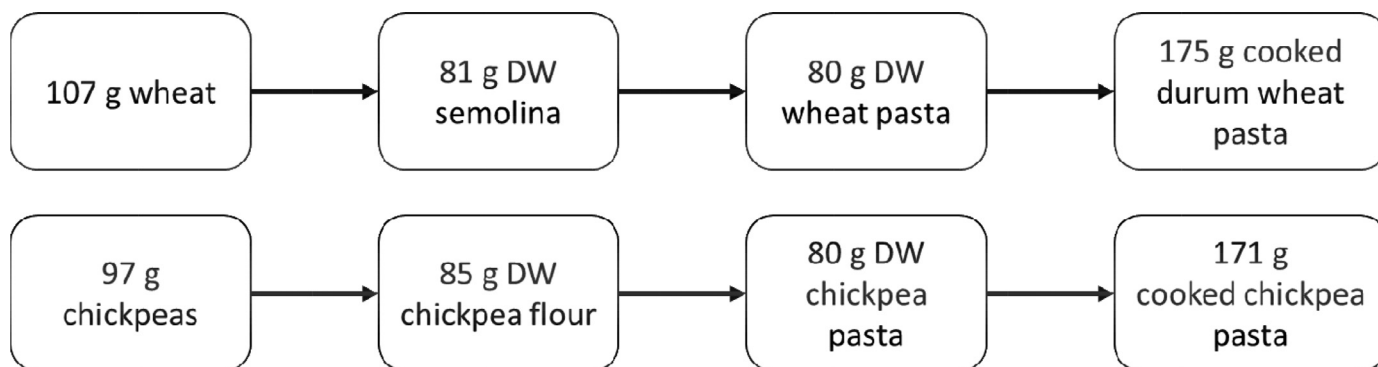 107 g wheat
81 g DW
semolina
80 g DW
wheat pasta
175 g cooked
durum wheat
pasta
97 g
chickpeas
85 g DW
chickpea flour
80 g DW
chickpea
pasta
171 g
cooked chickpea
pasta